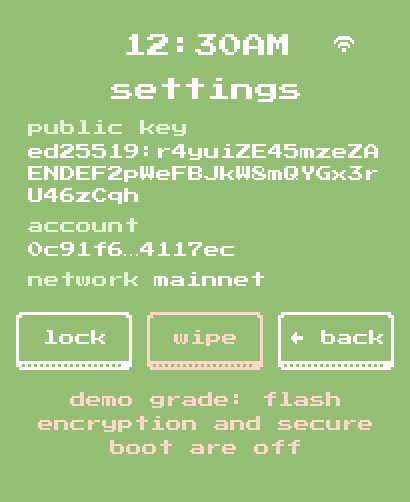 12:30AM
settings
public key
ed25519:r4yuiZE45mzeZA
ENDEF2pWeFBJkW8mQYGx3r
U46zCqh
account
0c91f6…4117ec
network mainnet
lock
wipe
← back
demo grade: flash
encryption and secure
boot are off